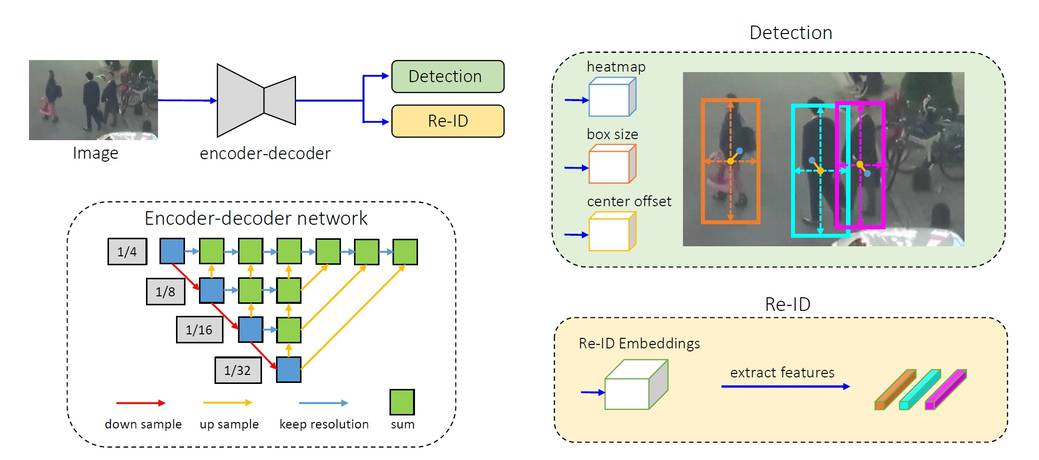 Image
encoder-decoder
Detection
Re-ID
Encoder-decoder network
1/4
1/8
1/16
1/32
down sample
up sample
keep resolution
sum
Detection
heatmap
box size
center offset
Re-ID
Re-ID Embeddings
extract features